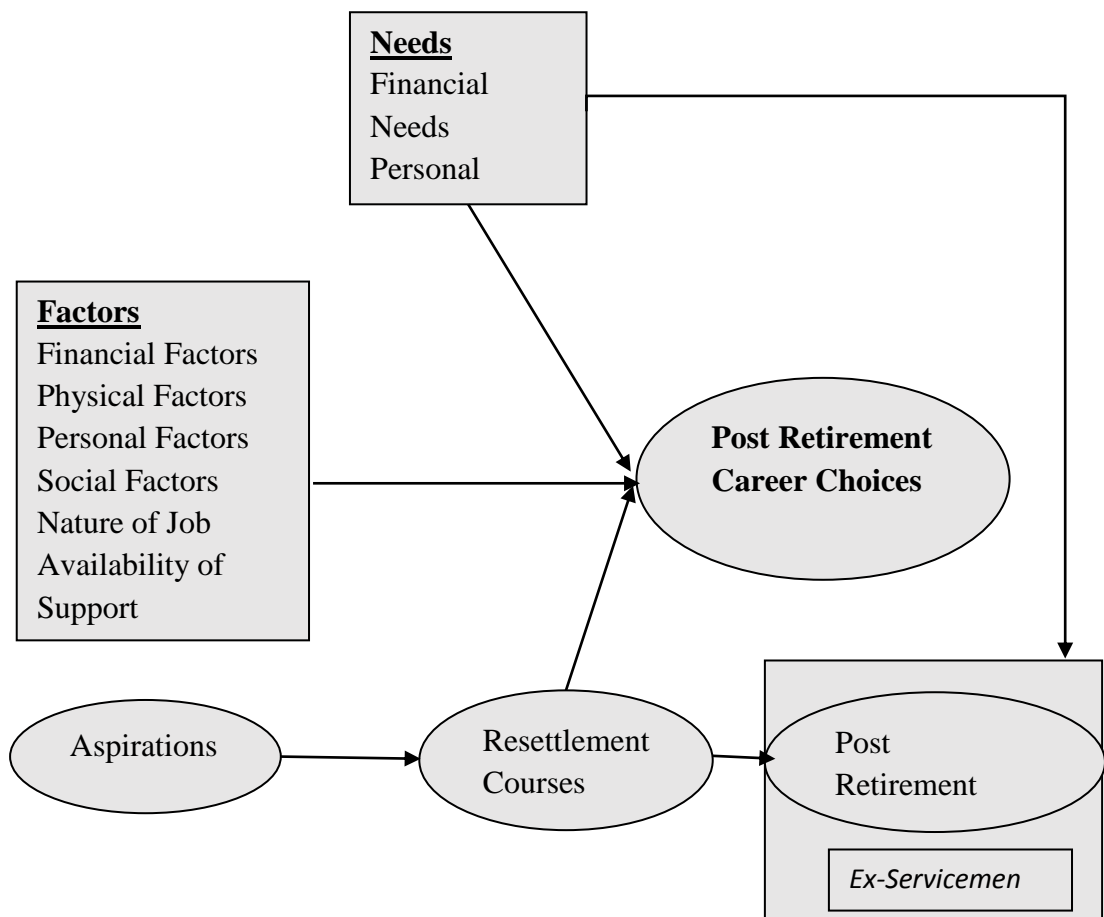 Needs
Financial
Needs
Personal
Factors
Financial Factors
Physical Factors
Personal Factors
Social Factors
Nature of Job
Availability of
Support
Post Retirement
Career Choices
Aspirations
Resettlement
Courses
Post
Retirement
Ex-Servicemen